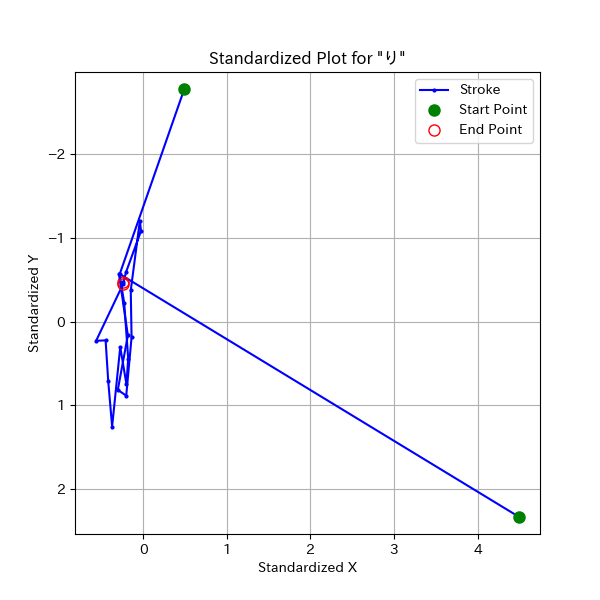 Standardized Plot for "り"
Stroke
Start Point
End Point
−2
−1
0
1
2
Standardized Y
0 1 2 3 4
Standardized X